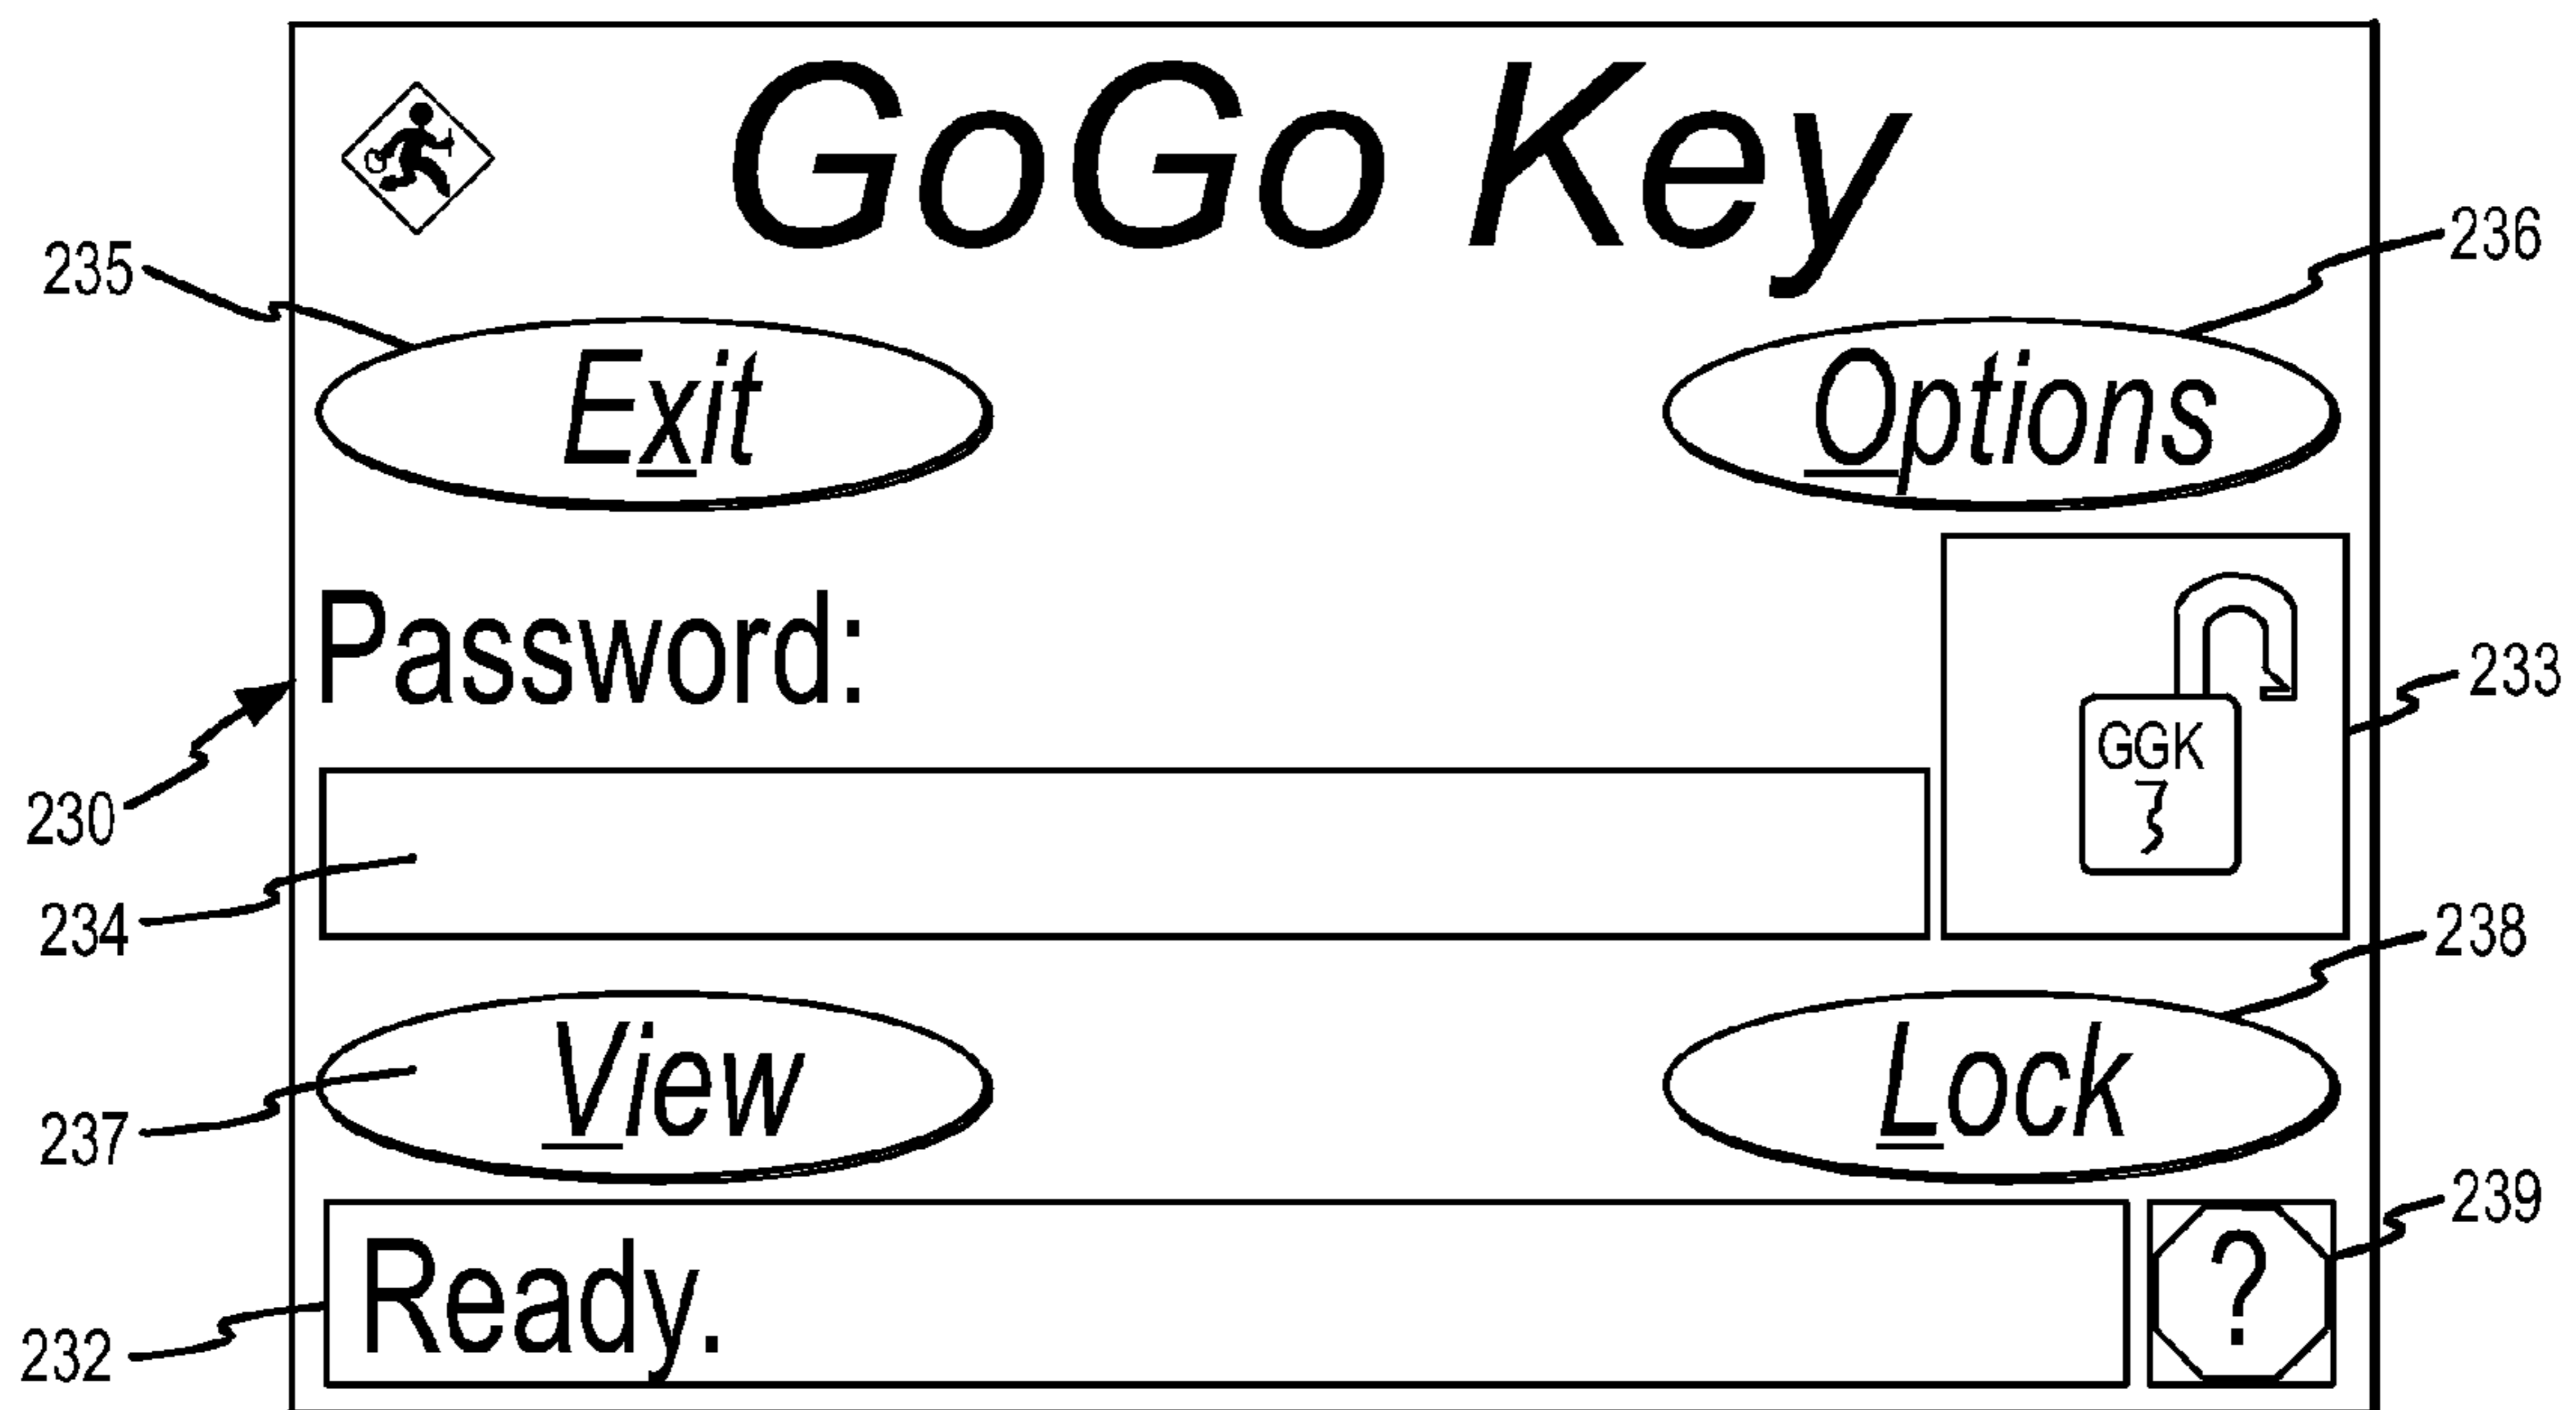 GoGo Key
235
236
Exit
Options
Password:
233
GGK
230
234
238
View
Lock
237
239
Ready.
?
232